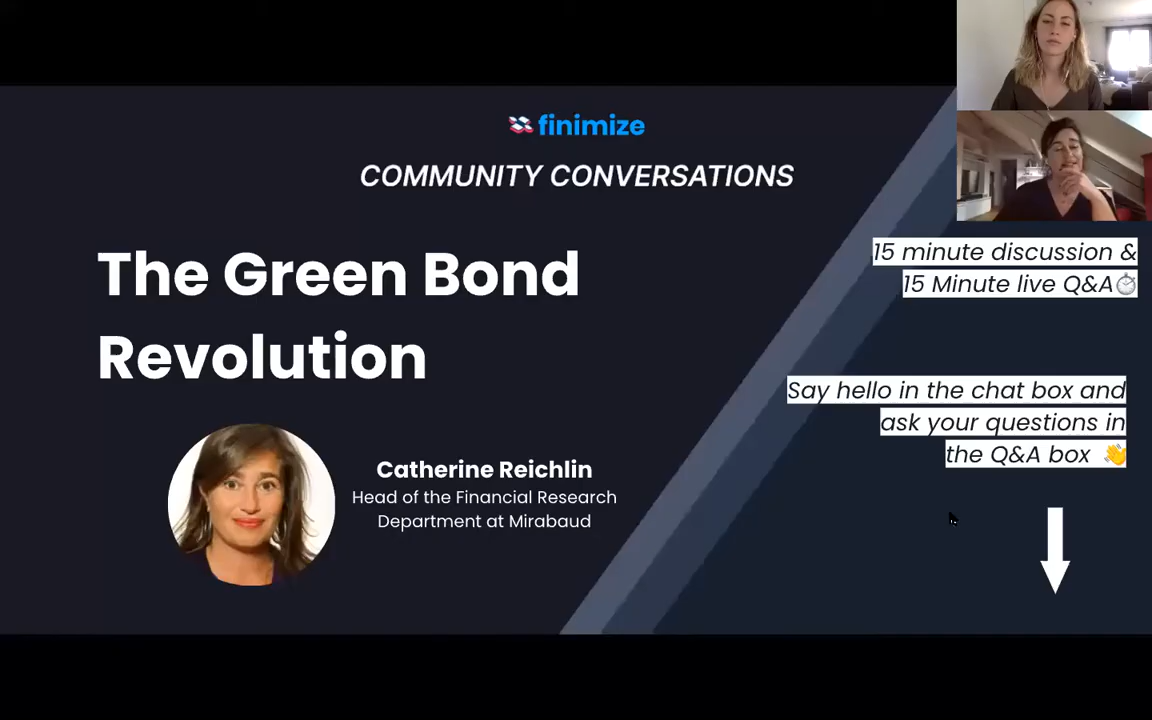 finimize
COMMUNITY CONVERSATIONS
The Green Bond
Revolution
Catherine Reichlin
Head of the Financial Research
Department at Mirabaud
15 minute discussion &
15 Minute live Q&A⏱
Say hello in the chat box and
ask your questions in
the Q&A box 👋